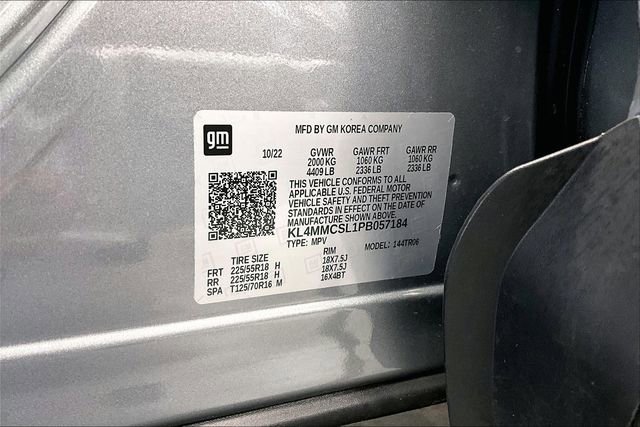 gm
MFD BY GM KOREA COMPANY
10/22 GVWR GAWR FRT GAWR RR
2000 KG 1060 KG 1060 KG
4409 LB 2336 LB 2336 LB
THIS VEHICLE CONFORMS TO ALL
APPLICABLE U.S. FEDERAL MOTOR
VEHICLE SAFETY AND THEFT PREVENTION
STANDARDS IN EFFECT ON THE DATE OF
MANUFACTURE SHOWN ABOVE.
KL4MMCSL1PB057184
TYPE: MPV MODEL: 144TR06
TIRE SIZE RIM
FRT 225/55R18 H 18X7.5J
RR 225/55R18 H 18X7.5J
SPA T125/70R16 M 16X4BT